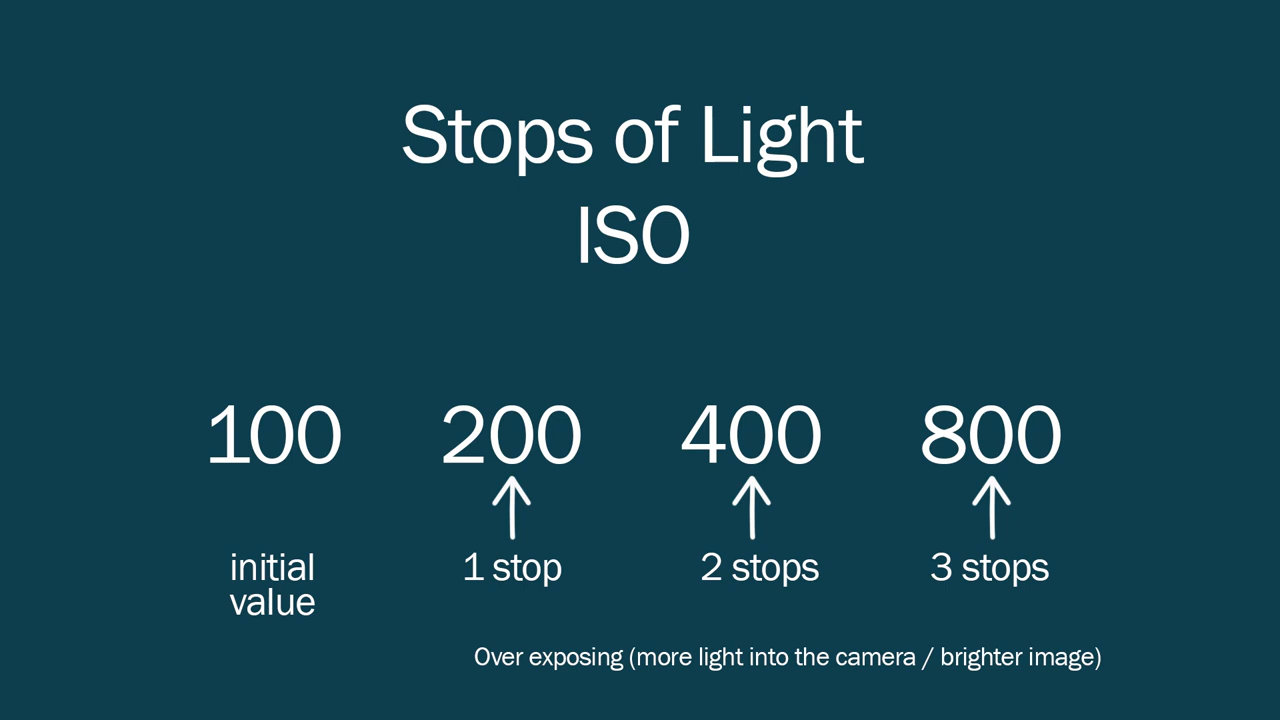 Stops of Light
ISO
100 200 400 800
initial value 1 stop 2 stops 3 stops
Over exposing (more light into the camera / brighter image)